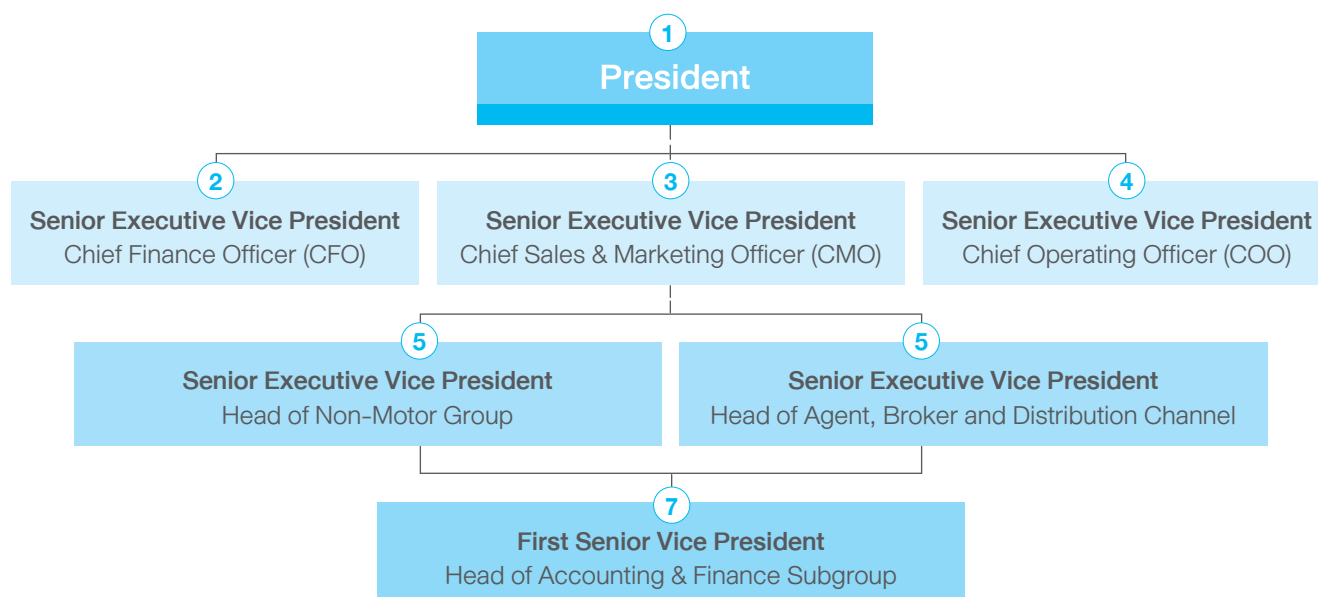 1
President
2
Senior Executive Vice President
Chief Finance Officer (CFO)
3
Senior Executive Vice President
Chief Sales & Marketing Officer (CMO)
4
Senior Executive Vice President
Chief Operating Officer (COO)
5
Senior Executive Vice President
Head of Non-Motor Group
5
Senior Executive Vice President
Head of Agent, Broker and Distribution Channel
7
First Senior Vice President
Head of Accounting & Finance Subgroup